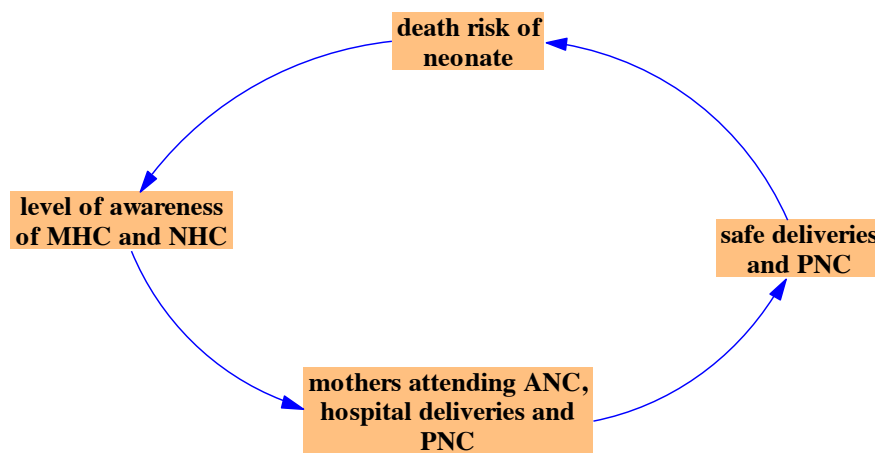 death risk of
neonate
level of awareness
of MHC and NHC
safe deliveries
and PNC
mothers attending ANC,
hospital deliveries and
PNC